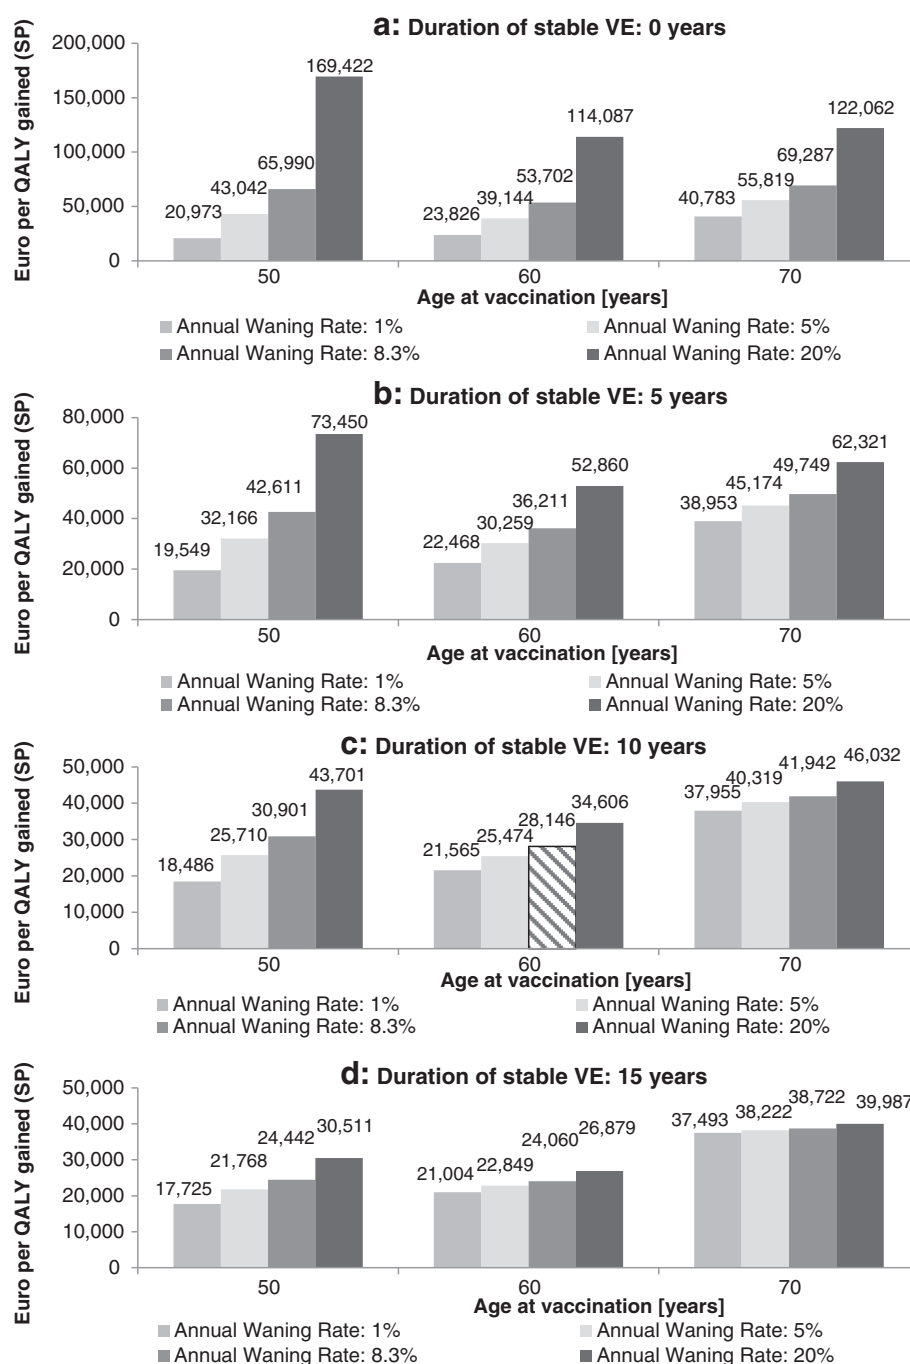 a: Duration of stable VE: 0 years
Euro per QALY gained (SP)
200,000
150,000
100,000
50,000
0
20,973
43,042
65,990
169,422
23,826
39,144
53,702
114,087
40,783
55,819
69,287
122,062
50 60 70
Age at vaccination [years]
Annual Waning Rate: 1% Annual Waning Rate: 5%
Annual Waning Rate: 8.3% Annual Waning Rate: 20%
b: Duration of stable VE: 5 years
Euro per QALY gained (SP)
80,000
60,000
40,000
20,000
0
19,549
32,166
42,611
73,450
22,468
30,259
36,211
52,860
38,953
45,174
49,749
62,321
50 60 70
Age at vaccination [years]
Annual Waning Rate: 1% Annual Waning Rate: 5%
Annual Waning Rate: 8.3% Annual Waning Rate: 20%
c: Duration of stable VE: 10 years
Euro per QALY gained (SP)
50,000
40,000
30,000
20,000
10,000
0
18,486
25,710
30,901
43,701
21,565
25,474
28,146
34,606
37,955
40,319
41,942
46,032
50 60 70
Age at vaccination [years]
Annual Waning Rate: 1% Annual Waning Rate: 5%
Annual Waning Rate: 8.3% Annual Waning Rate: 20%
d: Duration of stable VE: 15 years
Euro per QALY gained (SP)
50,000
40,000
30,000
20,000
10,000
0
17,725
21,768
24,442
30,511
21,004
22,849
24,060
26,879
37,493
38,222
38,722
39,987
50 60 70
Age at vaccination [years]
Annual Waning Rate: 1% Annual Waning Rate: 5%
Annual Waning Rate: 8.3% Annual Waning Rate: 20%